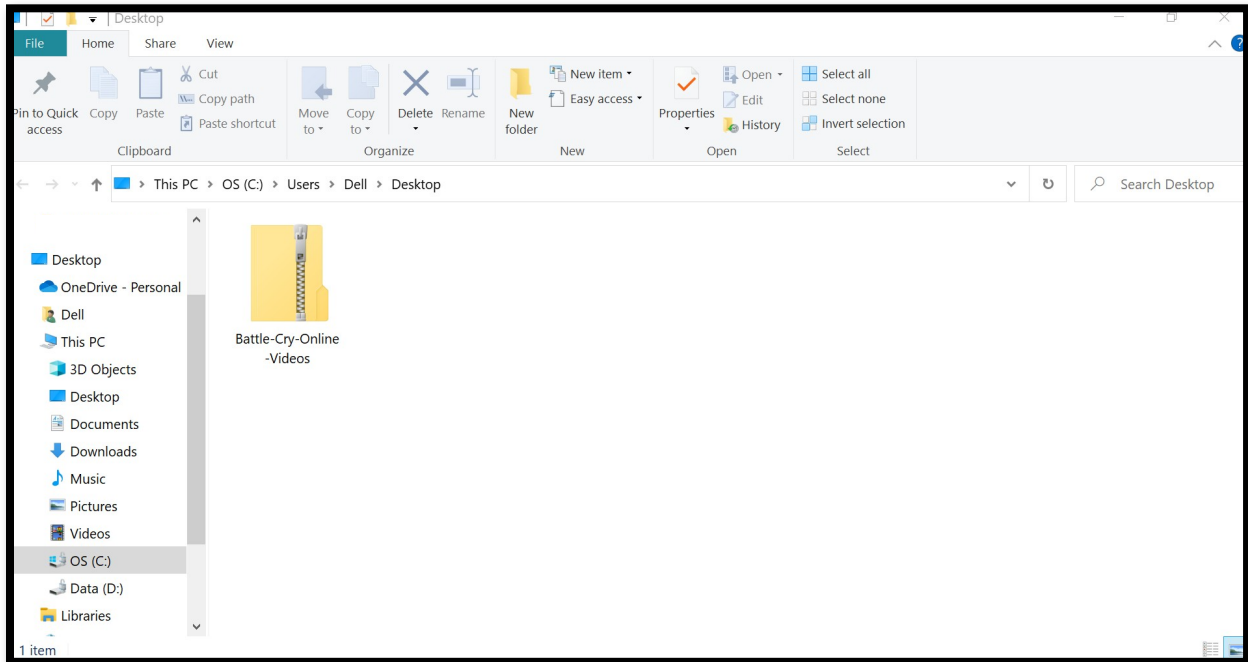 Desktop
File Home Share View
?
Pin to Quick access
Copy
Paste
Cut
Copy path
Paste shortcut
Clipboard
Move to
Copy to
Delete
Rename
Organize
New folder
New item
Easy access
New
Properties
Open
Edit
History
Open
Select all
Select none
Invert selection
Select
This PC > OS (C:) > Users > Dell > Desktop
Search Desktop
Desktop
OneDrive - Personal
Dell
This PC
3D Objects
Desktop
Documents
Downloads
Music
Pictures
Videos
OS (C:)
Data (D:)
Libraries
Battle-Cry-Online
-Videos
1 item